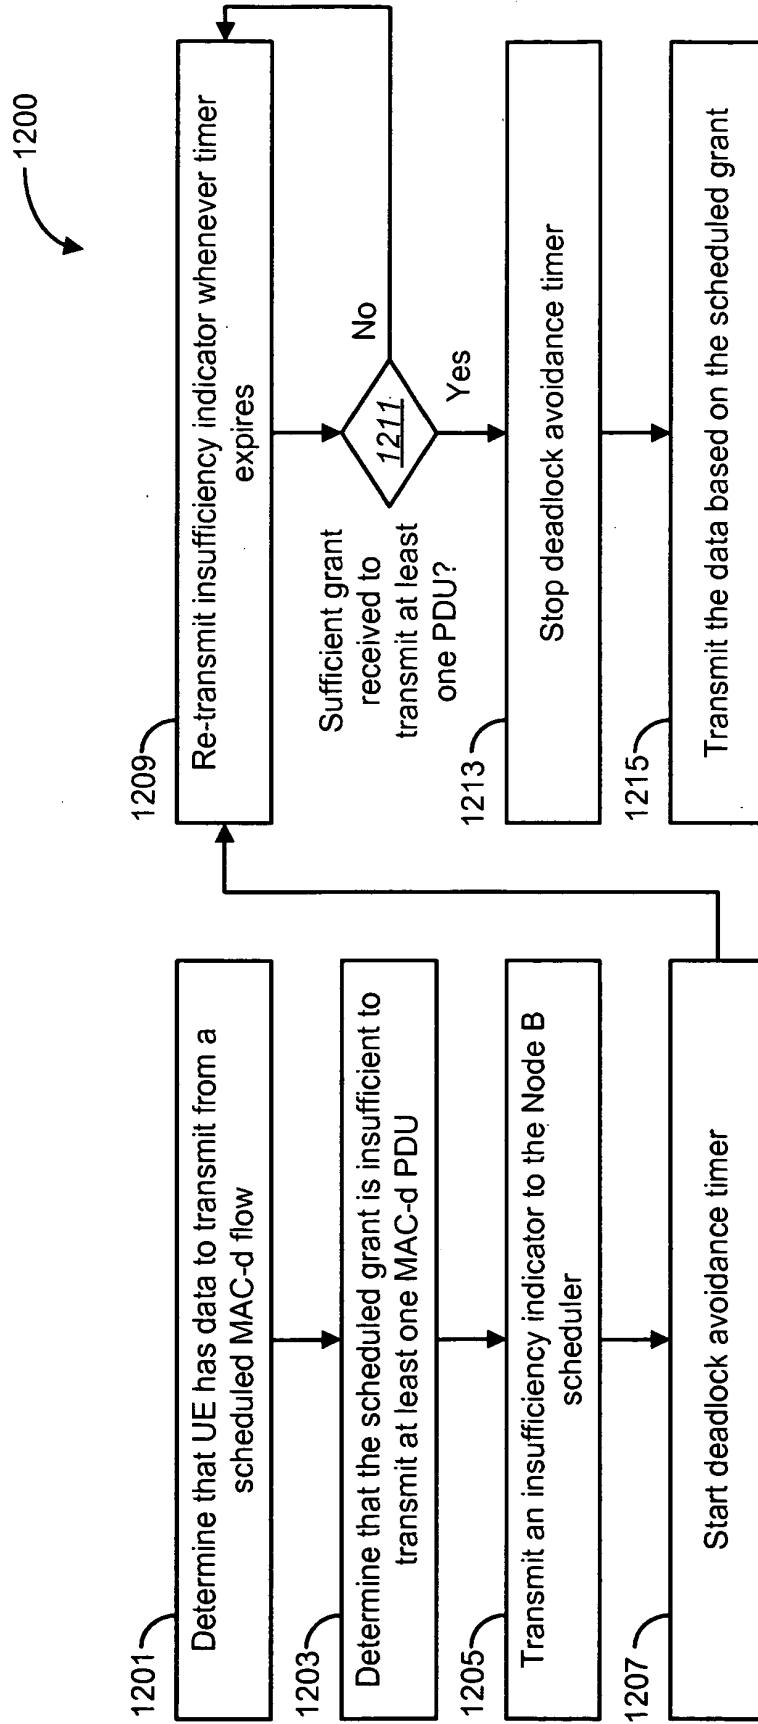 1200
1201
Determine that UE has data to transmit from a
scheduled MAC-d flow
1203
Determine that the scheduled grant is insufficient to
transmit at least one MAC-d PDU
1205
Transmit an insufficiency indicator to the Node B
scheduler
1207
Start deadlock avoidance timer
1209
Re-transmit insufficiency indicator whenever timer
expires
Sufficient grant
received to
transmit at least
one PDU?
1211
No
Yes
1213
Stop deadlock avoidance timer
1215
Transmit the data based on the scheduled grant